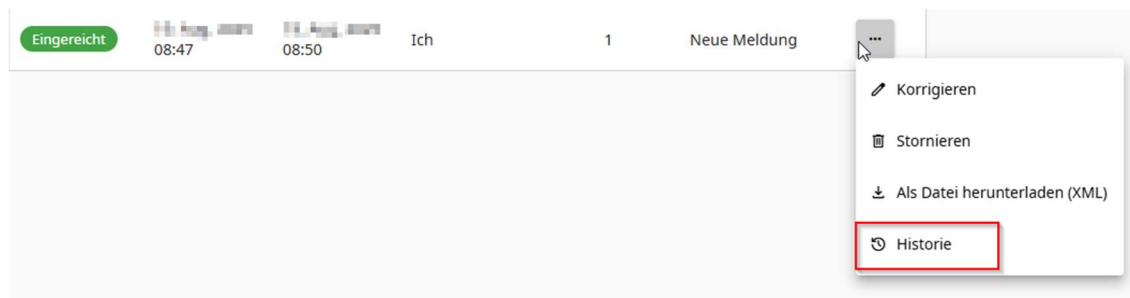 Eingereicht
08:47
08:50
Ich
1
Neue Meldung
...
Korrigieren
Stornieren
Als Datei herunterladen (XML)
Historie